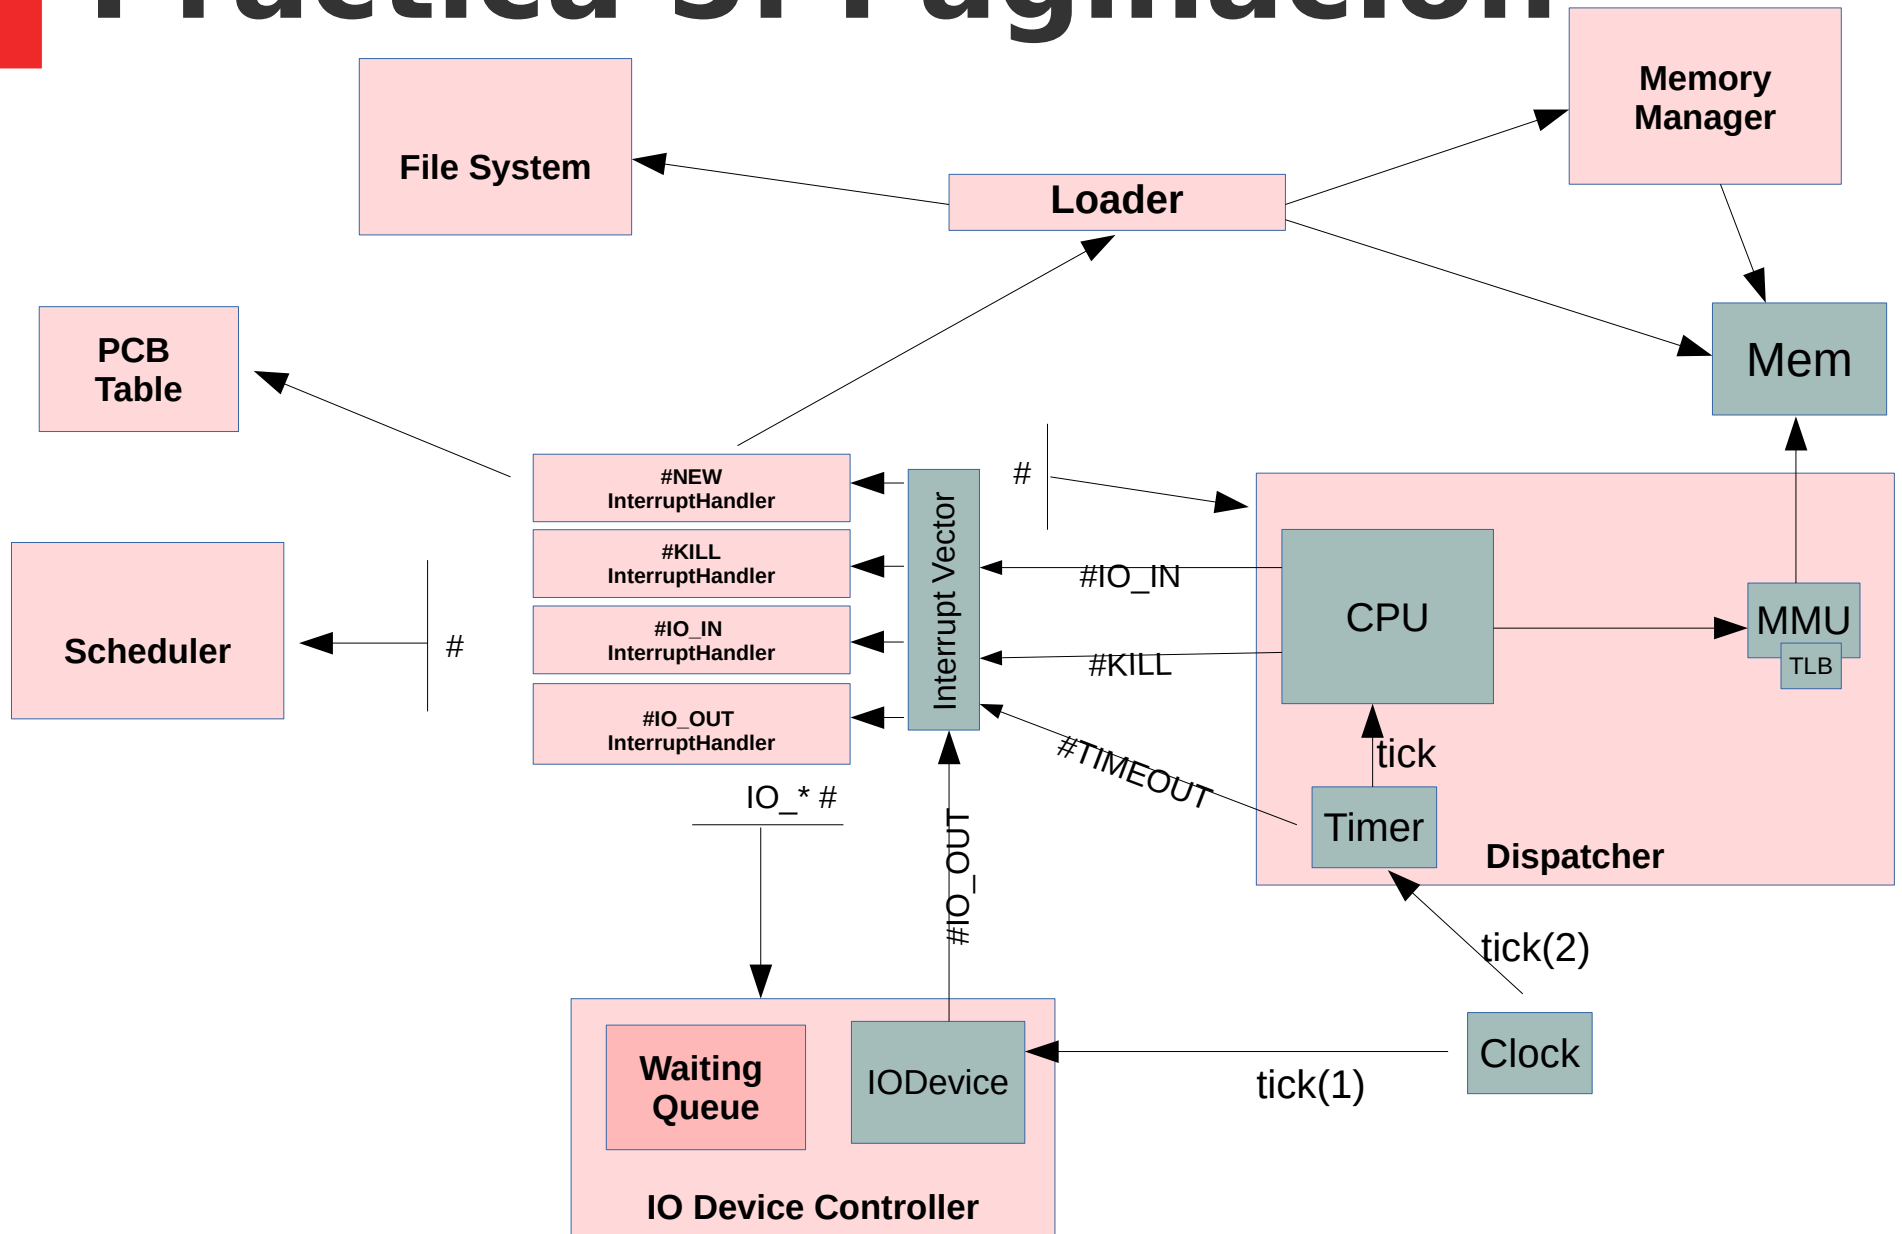 Práctica Paginación
Memory
Manager
File System
Loader
PCB
Table
Mem
#NEW
InterruptHandler
#
#KILL
InterruptHandler
Interrupt Vector
#IO_IN
CPU
MMU
TLB
Scheduler
#
#IO_IN
InterruptHandler
#KILL
#IO_OUT
InterruptHandler
#TIMEOUT
tick
Timer
Dispatcher
IO_* #
#IO_OUT
tick(2)
Waiting
Queue
IODevice
tick(1)
Clock
IO Device Controller